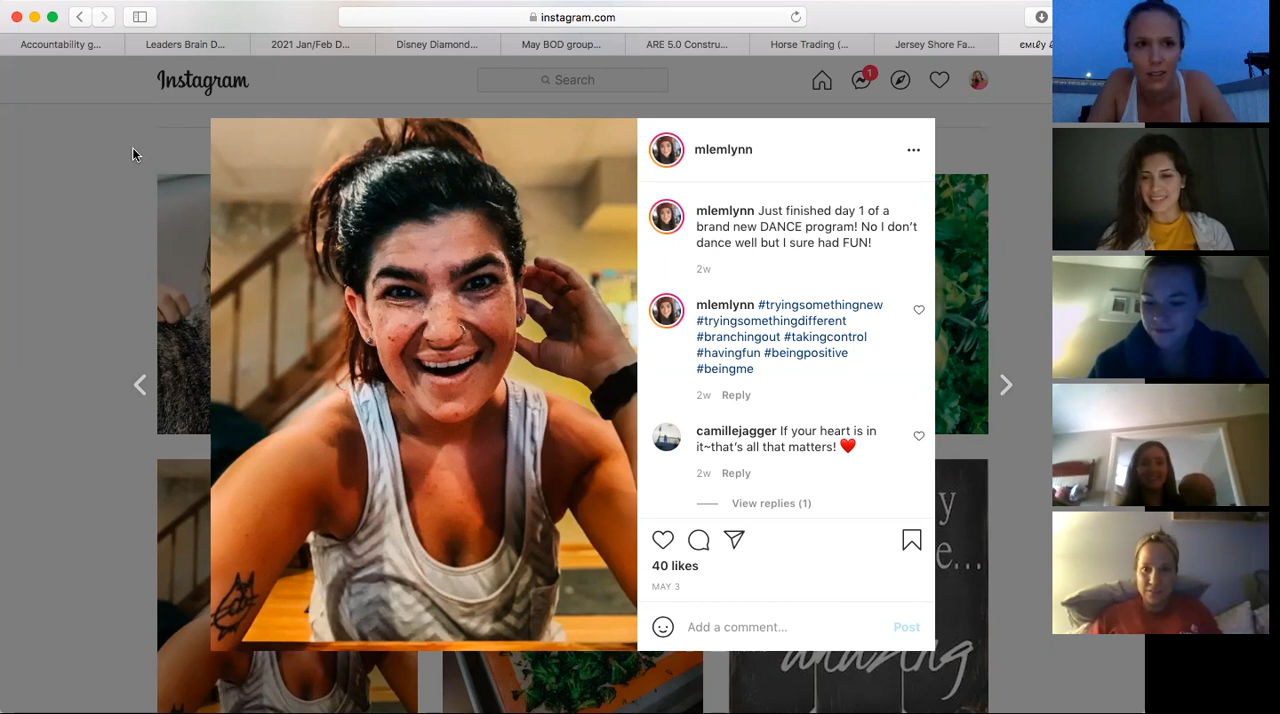 instagram.com
Accountability g...
Leaders Brain D...
2021 Jan/Feb D...
Disney Diamond...
May BOD group...
ARE 5.0 Constru...
Horse Trading (...
Jersey Shore Fa...
Instagram
Search
1
mlemlynn
mlemlynn Just finished day 1 of a
brand new DANCE program! No I don't
dance well but I sure had FUN!
2w
mlemlynn #tryingsomethingnew
#tryingsomethingdifferent
#branchingout #takingcontrol
#havingfun #beingpositive
#beingme
2w Reply
camillejagger If your heart is in
it~that's all that matters! ❤️
2w Reply
View replies (1)
40 likes
MAY 3
Add a comment...
Post
amazing